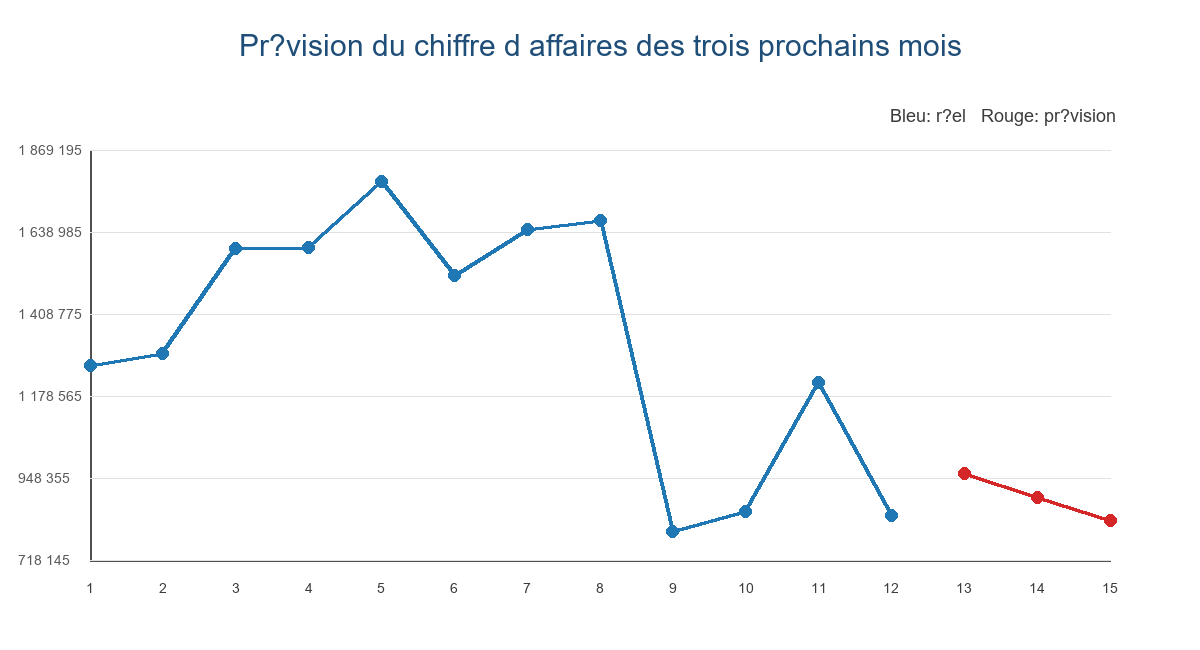 Pr?vision du chiffre d affaires des trois prochains mois
Bleu: r?el   Rouge: pr?vision
1 869 195
1 638 985
1 408 775
1 178 565
948 355
718 145
1 2 3 4 5 6 7 8 9 10 11 12 13 14 15